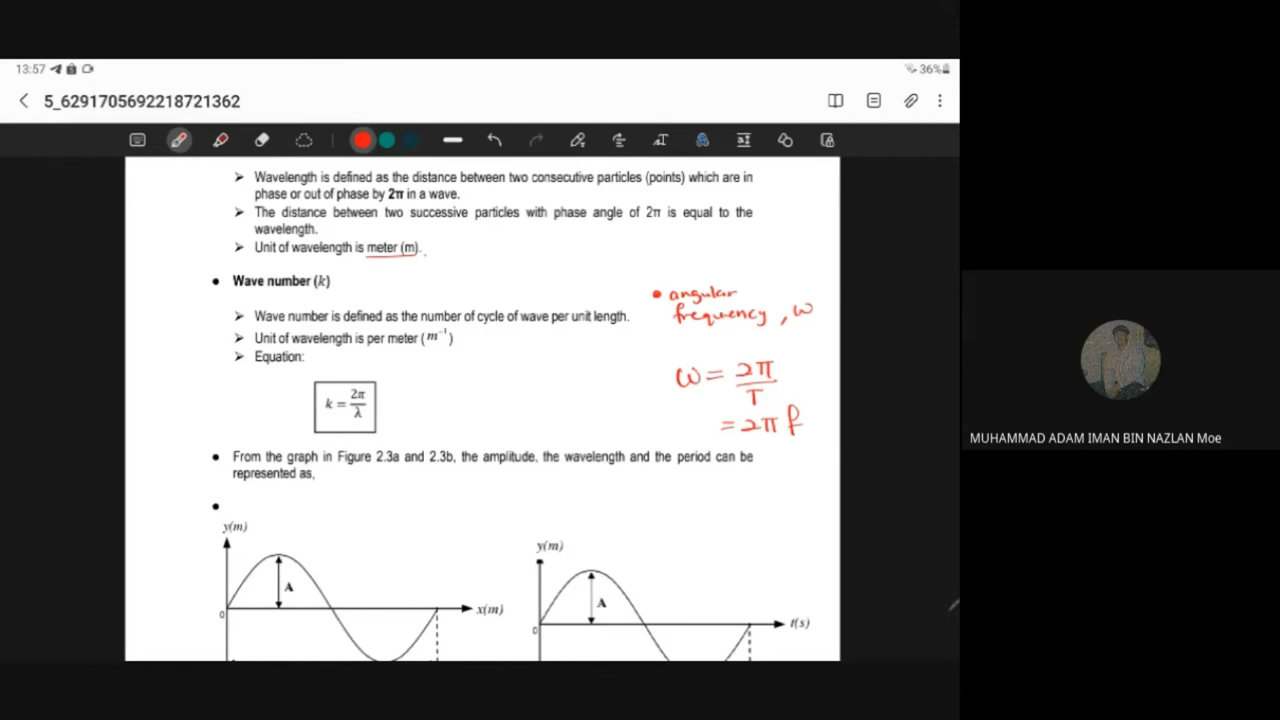 13:57
36%
5_6291705692218721362
➢ Wavelength is defined as the distance between two consecutive particles (points) which are in
phase or out of phase by 2π in a wave.
➢ The distance between two successive particles with phase angle of 2π is equal to the
wavelength.
➢ Unit of wavelength is meter (m).
• Wave number (k)
➢ Wave number is defined as the number of cycle of wave per unit length.
➢ Unit of wavelength is per meter (m⁻¹)
➢ Equation:
k = 2π/λ
• angular
frequency, ω
ω = 2π/T
= 2πf
• From the graph in Figure 2.3a and 2.3b, the amplitude, the wavelength and the period can be
represented as,
•
y(m)
A
0
x(m)
y(m)
A
0
t(s)
MUHAMMAD ADAM IMAN BIN NAZLAN Moe